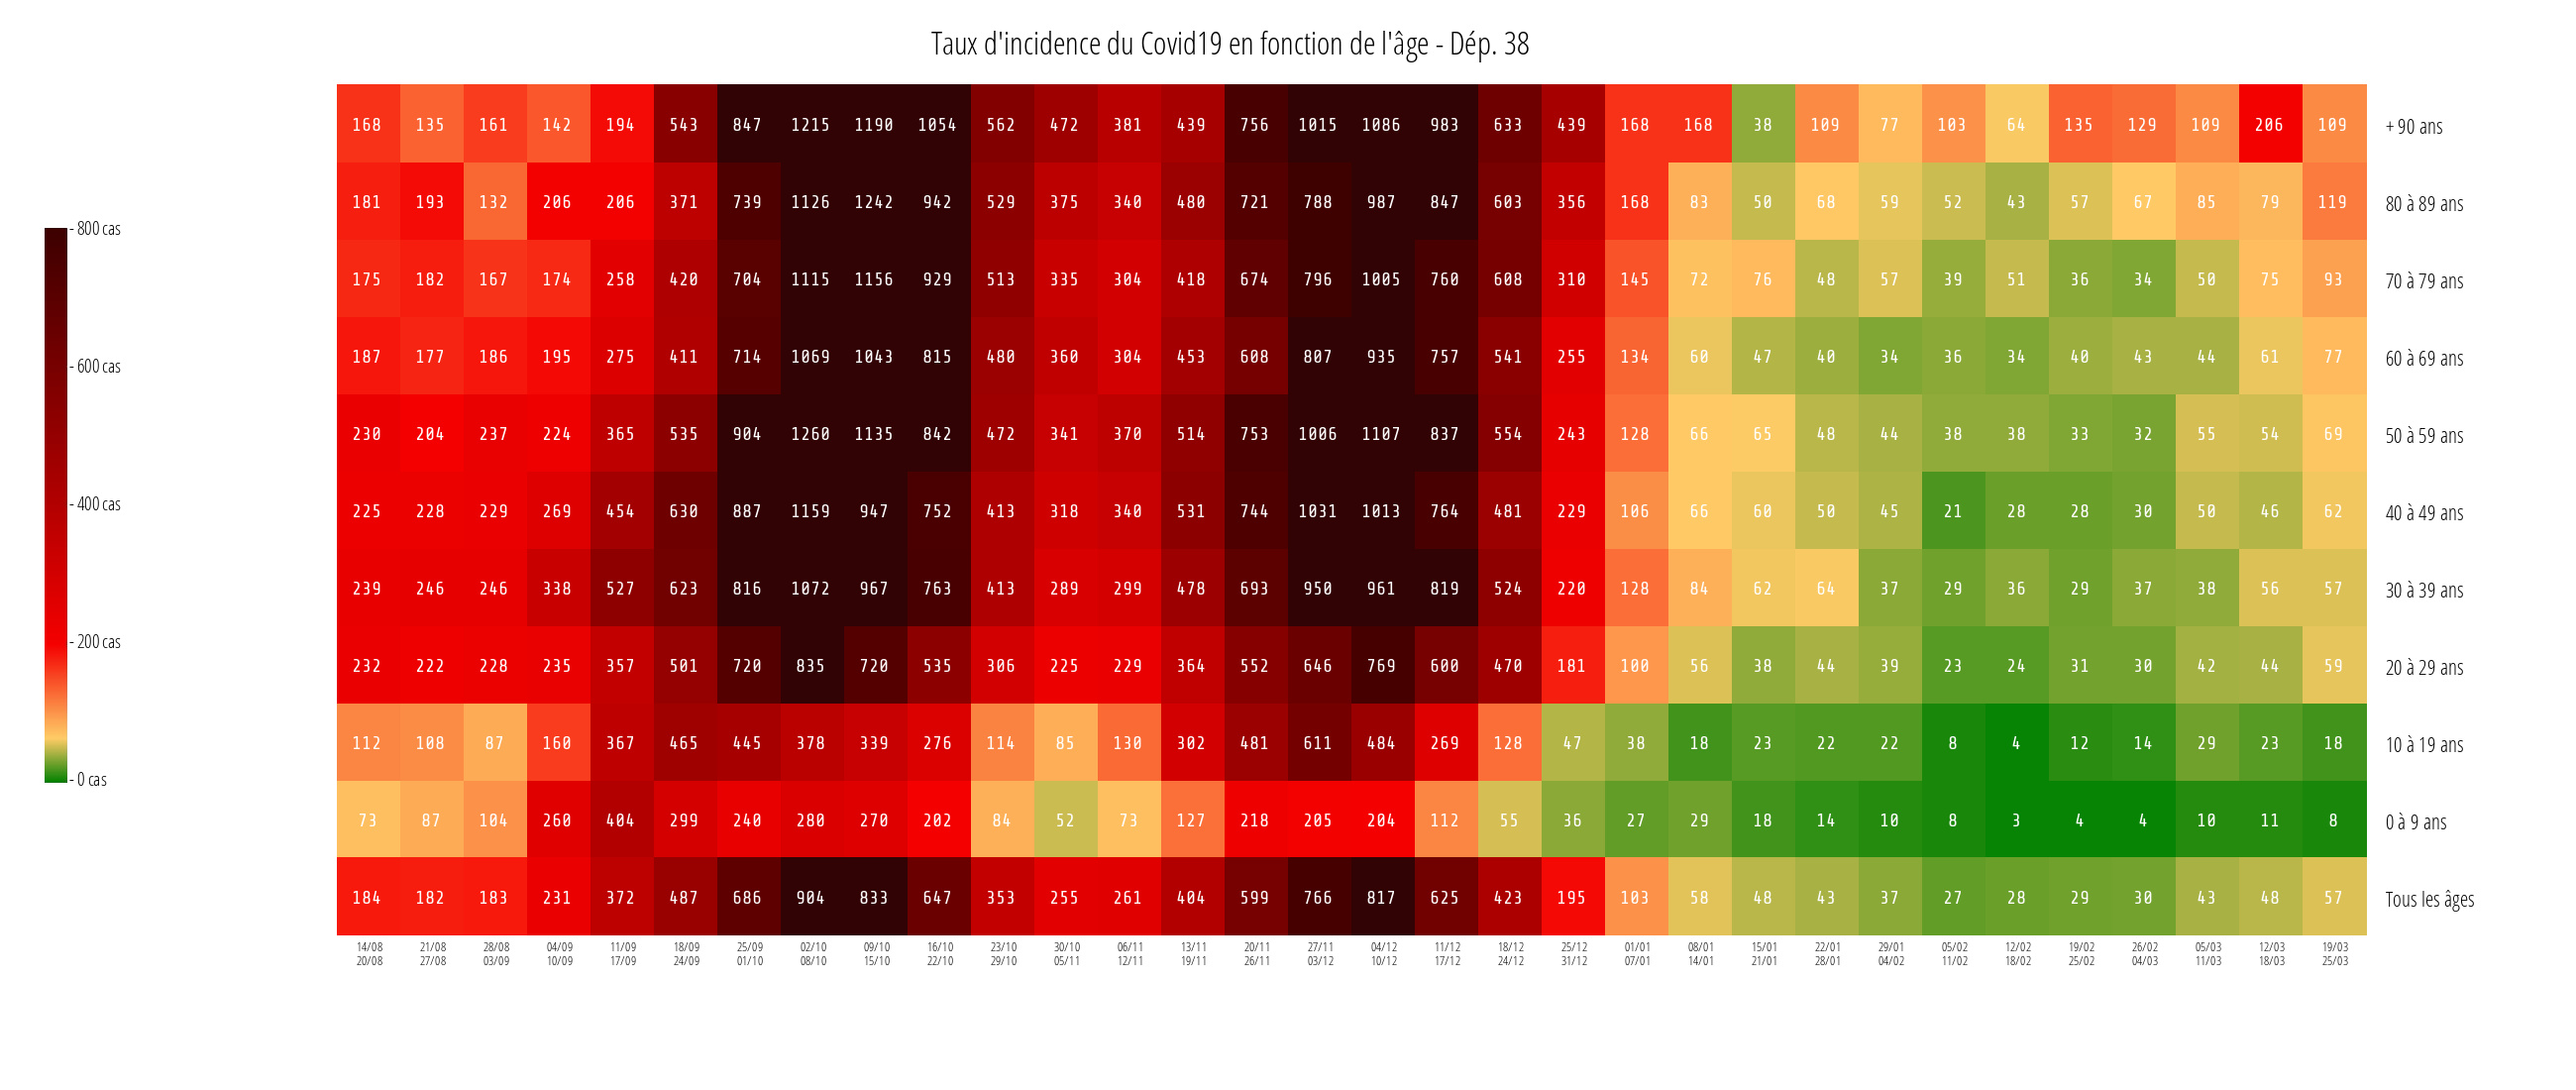 Taux d'incidence du Covid19 en fonction de l'âge - Dép. 38
- 800 cas
- 600 cas
- 400 cas
- 200 cas
- 0 cas
168 135 161 142 194 543 847 1215 1190 1054 562 472 381 439 756 1015 1086 983 633 439 168 168 38 109 77 103 64 135 129 109 206 109 + 90 ans
181 193 132 206 206 371 739 1126 1242 942 529 375 340 480 721 788 987 847 603 356 168 83 50 68 59 52 43 57 67 85 79 119 80 à 89 ans
175 182 167 174 258 420 704 1115 1156 929 513 335 304 418 674 796 1005 760 608 310 145 72 76 48 57 39 51 36 34 50 75 93 70 à 79 ans
187 177 186 195 275 411 714 1069 1043 815 480 360 304 453 608 807 935 757 541 255 134 60 47 40 34 36 34 40 43 44 61 77 60 à 69 ans
230 204 237 224 365 535 904 1260 1135 842 472 341 370 514 753 1006 1107 837 554 243 128 66 65 48 44 38 38 33 32 55 54 69 50 à 59 ans
225 228 229 269 454 630 887 1159 947 752 413 318 340 531 744 1031 1013 764 481 229 106 66 60 50 45 21 28 28 30 50 46 62 40 à 49 ans
239 246 246 338 527 623 816 1072 967 763 413 289 299 478 693 950 961 819 524 220 128 84 62 64 37 29 36 29 37 38 56 57 30 à 39 ans
232 222 228 235 357 501 720 835 720 535 306 225 229 364 552 646 769 600 470 181 100 56 38 44 39 23 24 31 30 42 44 59 20 à 29 ans
112 108 87 160 367 465 445 378 339 276 114 85 130 302 481 611 484 269 128 47 38 18 23 22 22 8 4 12 14 29 23 18 10 à 19 ans
73 87 104 260 404 299 240 280 270 202 84 52 73 127 218 205 204 112 55 36 27 29 18 14 10 8 3 4 4 10 11 8 0 à 9 ans
184 182 183 231 372 487 686 904 833 647 353 255 261 404 599 766 817 625 423 195 103 58 48 43 37 27 28 29 30 43 48 57 Tous les âges
14/08 21/08 28/08 04/09 11/09 18/09 25/09 02/10 09/10 16/10 23/10 30/10 06/11 13/11 20/11 27/11 04/12 11/12 18/12 25/12 01/01 08/01 15/01 22/01 29/01 05/02 12/02 19/02 26/02 05/03 12/03 19/03
20/08 27/08 03/09 10/09 17/09 24/09 01/10 08/10 15/10 22/10 29/10 05/11 12/11 19/11 26/11 03/12 10/12 17/12 24/12 31/12 07/01 14/01 21/01 28/01 04/02 11/02 18/02 25/02 04/03 11/03 18/03 25/03